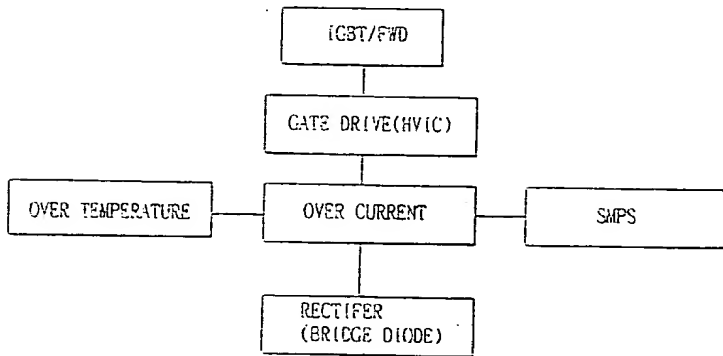 IGBT/FWD
GATE DRIVE(HVIC)
OVER TEMPERATURE
OVER CURRENT
SMPS
RECTIFER
(BRIDGE DIODE)